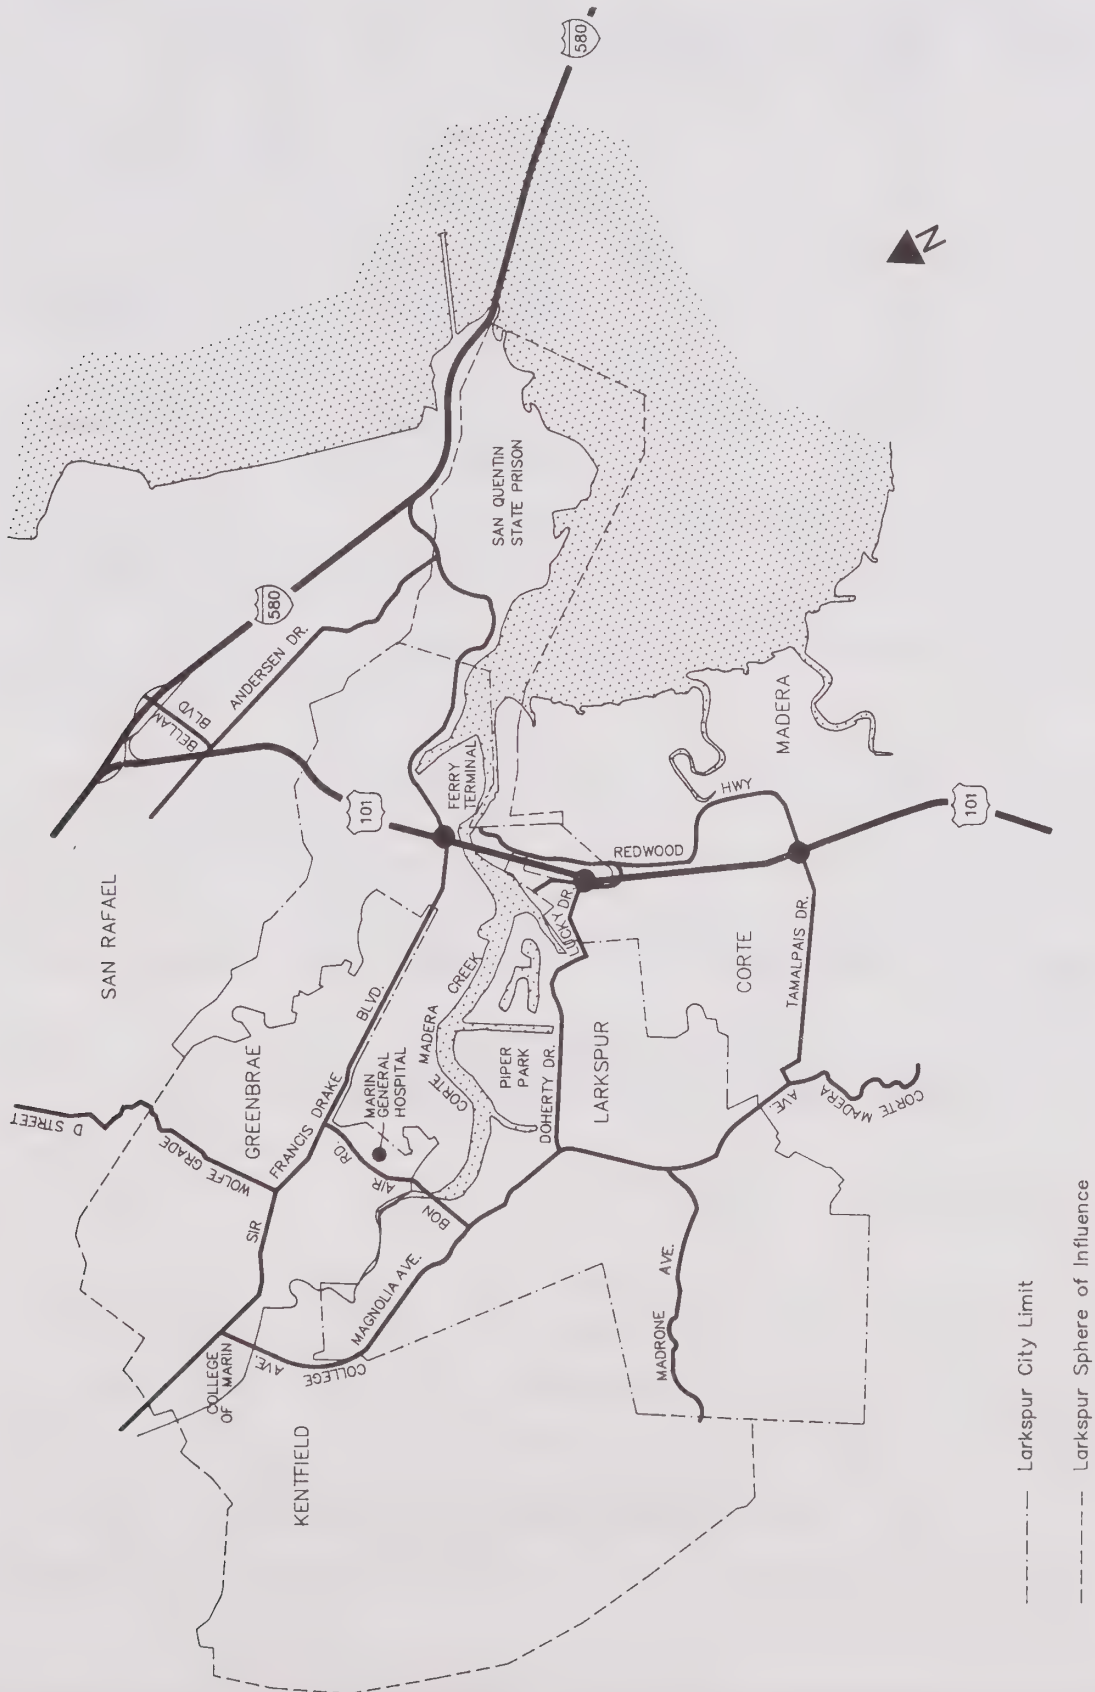 580
N
SAN QUENTIN
STATE PRISON
580
ANDERSEN DR.
BELLAM
BLVD
MADERA
FERRY
TERMINAL
101
HWY
101
REDWOOD
SAN RAFAEL
LUCKY DR.
CORTE
TAMALPAIS DR.
CREEK
MADERA
CORTE
BLVD.
DRAKE
FRANCIS
SIR
GREENBRAE
MARIN
GENERAL
HOSPITAL
PIPER
PARK
DOHERTY DR.
LARKSPUR
AVE.
CORTE MADERA
D STREET
WOLFE GRADE
BON
AIR
RD.
MAGNOLIA AVE.
MADRONE AVE.
COLLEGE
OF MARIN
COLLEGE AVE.
KENTFIELD
Larkspur City Limit
Larkspur Sphere of Influence